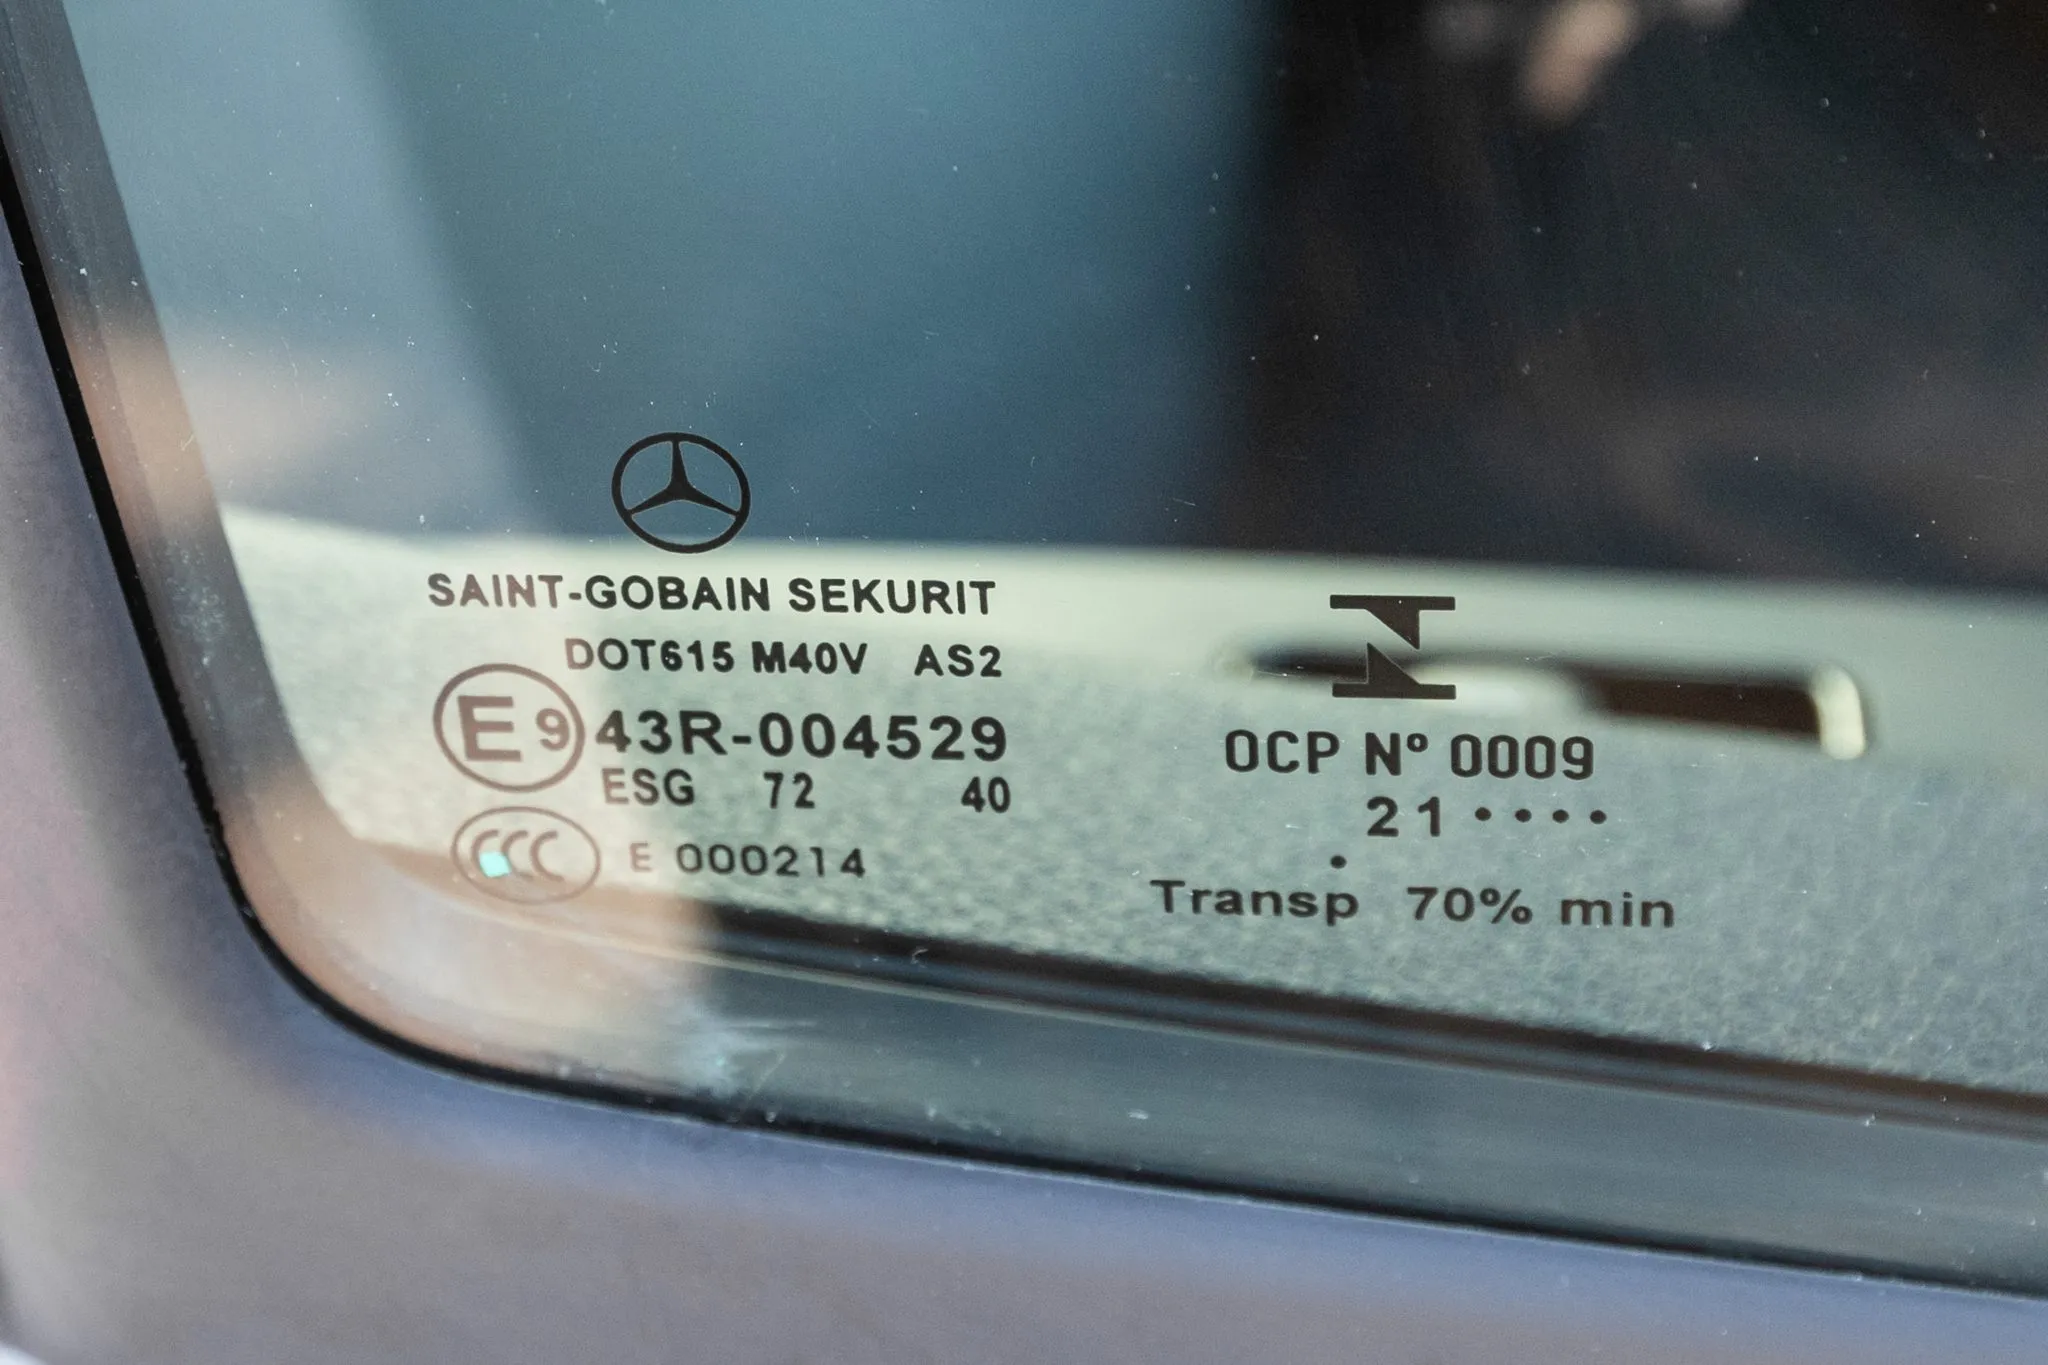 SAINT-GOBAIN SEKURIT
DOT615 M40V AS2
E9 43R-004529
ESG 72 40
CCC E 000214
OCP Nº 0009
21••••
•
Transp 70% min